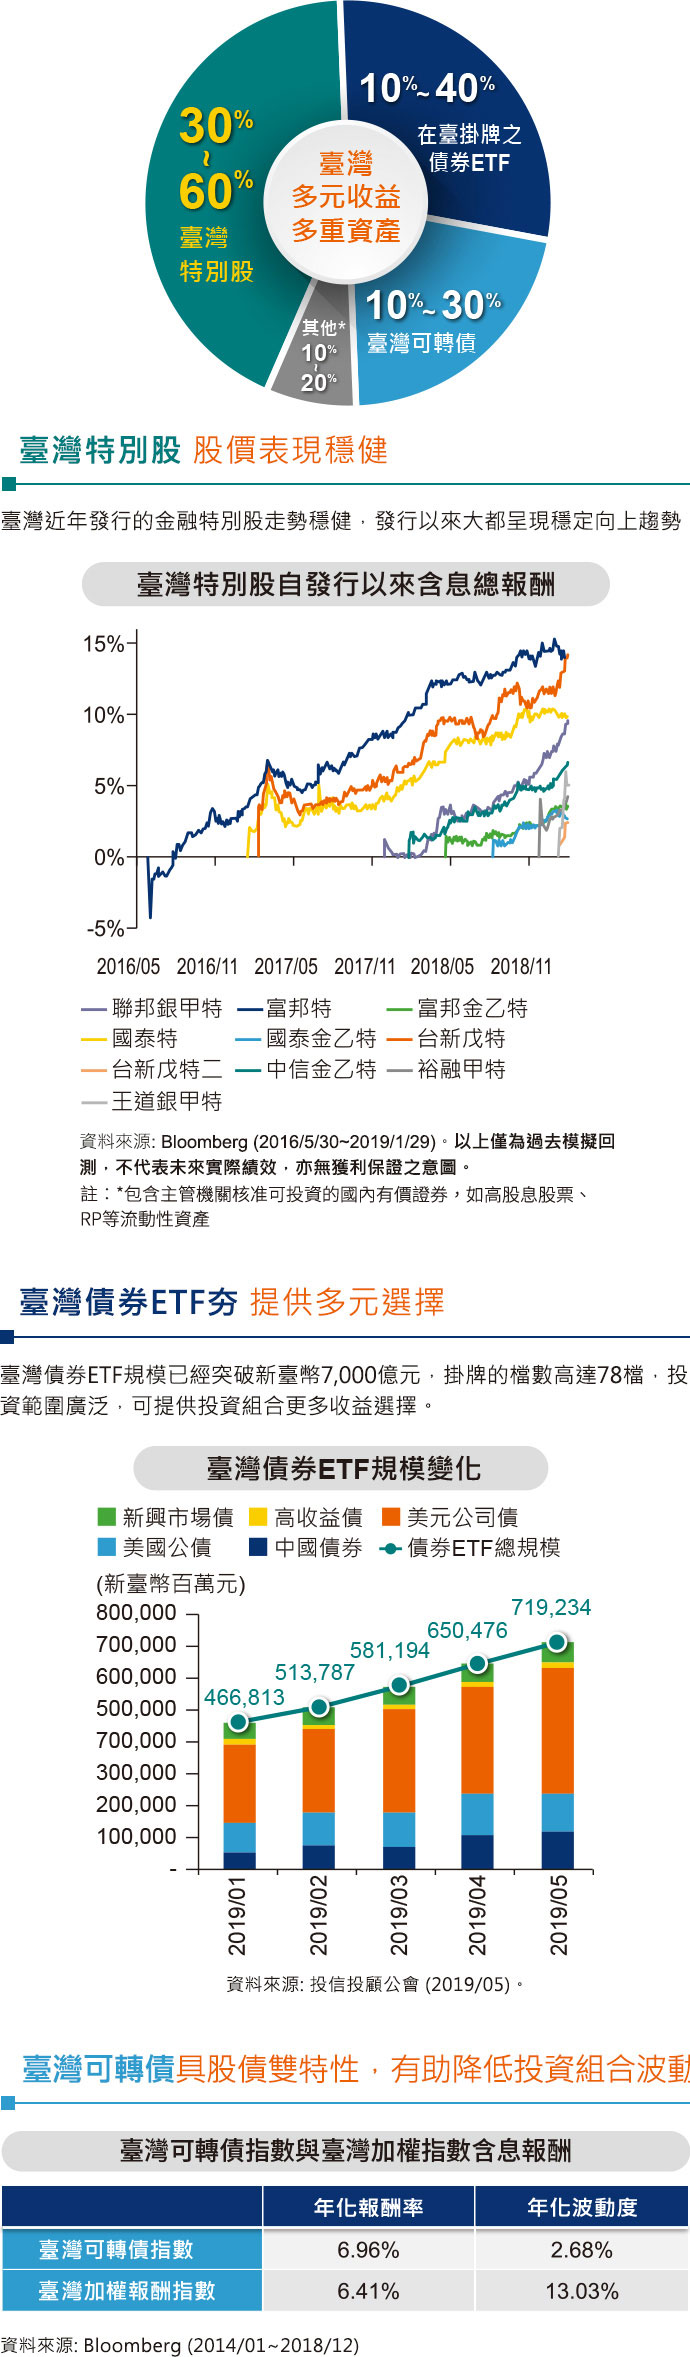 10%~40%
在臺掛牌之
債券ETF
30%
~
60%
臺灣
特別股
臺灣
多元收益
多重資產
10%~30%
臺灣可轉債
其他*
10%
~
20%
臺灣特別股 股價表現穩健
臺灣近年發行的金融特別股走勢穩健，發行以來大都呈現穩定向上趨勢
臺灣特別股自發行以來含息總報酬
15%
10%
5%
0%
-5%
2016/05 2016/11 2017/05 2017/11 2018/05 2018/11
聯邦銀甲特 富邦特 富邦金乙特
國泰特 國泰金乙特 台新戊特
台新戊特二 中信金乙特 裕融甲特
王道銀甲特
資料來源: Bloomberg (2016/5/30~2019/1/29)。以上僅為過去模擬回
測，不代表未來實際績效，亦無獲利保證之意圖。
註：*包含主管機關核准可投資的國內有價證券，如高股息股票、
RP等流動性資產
臺灣債券ETF夯 提供多元選擇
臺灣債券ETF規模已經突破新臺幣7,000億元，掛牌的檔數高達78檔，投
資範圍廣泛，可提供投資組合更多收益選擇。
臺灣債券ETF規模變化
新興市場債 高收益債 美元公司債
美國公債 中國債券 債券ETF總規模
(新臺幣百萬元)
800,000
700,000
600,000
500,000
700,000
300,000
200,000
100,000
-
466,813
513,787
581,194
650,476
719,234
2019/01
2019/02
2019/03
2019/04
2019/05
資料來源: 投信投顧公會 (2019/05)。
臺灣可轉債具股債雙特性，有助降低投資組合波動
臺灣可轉債指數與臺灣加權指數含息報酬
年化報酬率 年化波動度
臺灣可轉債指數 6.96% 2.68%
臺灣加權報酬指數 6.41% 13.03%
資料來源: Bloomberg (2014/01~2018/12)